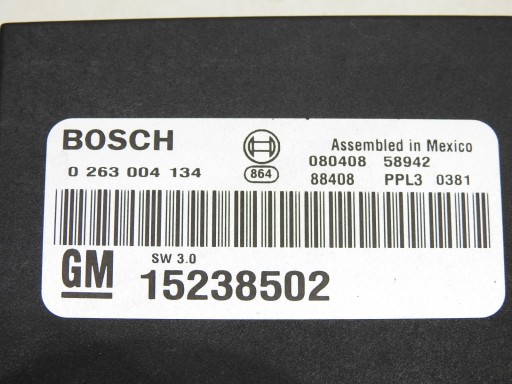 BOSCH
0 263 004 134
864
Assembled in Mexico
080408 58942
88408 PPL3 0381
GM
SW 3.0
15238502